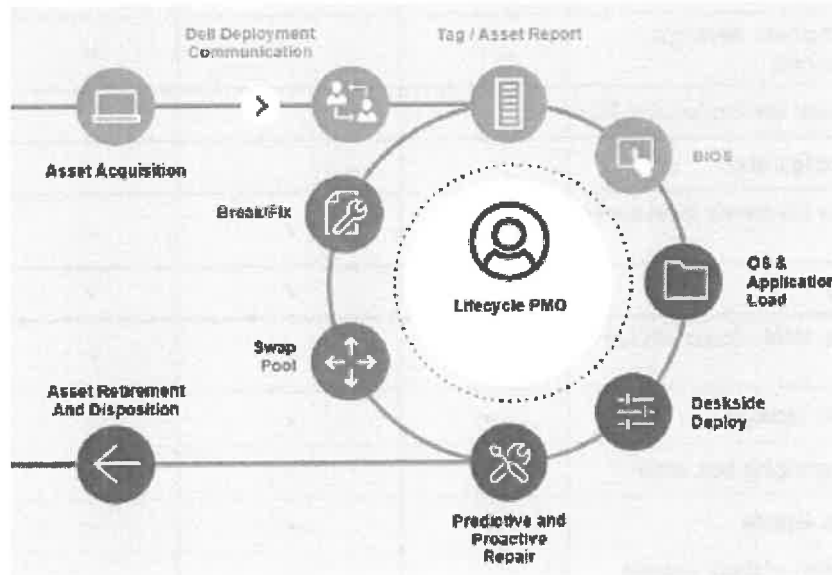 Dell Deployment
Communication
Tag / Asset Report
Asset Acquisition
BIOS
Break/Fix
Lifecycle PMO
OS &
Application
Load
Swap
Pool
Asset Retirement
And Disposition
Deskside
Deploy
Predictive and
Proactive
Repair